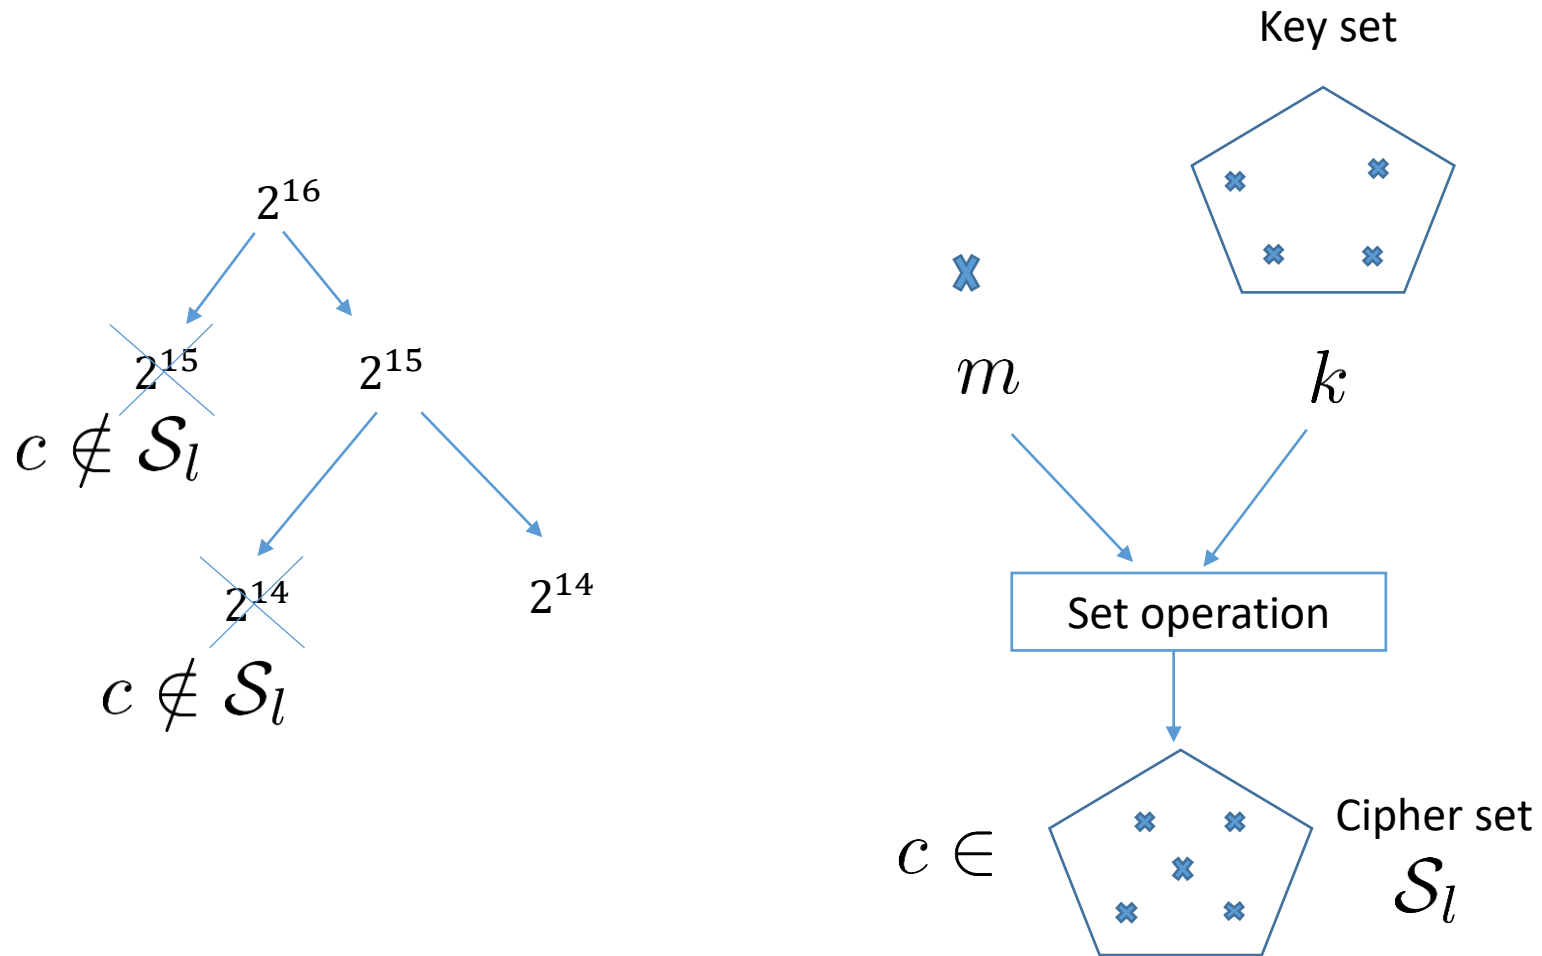 2^16
2^15
2^15
c ∉ 𝒮_l
2^14
2^14
c ∉ 𝒮_l
Key set
m
k
Set operation
c ∈
Cipher set
𝒮_l